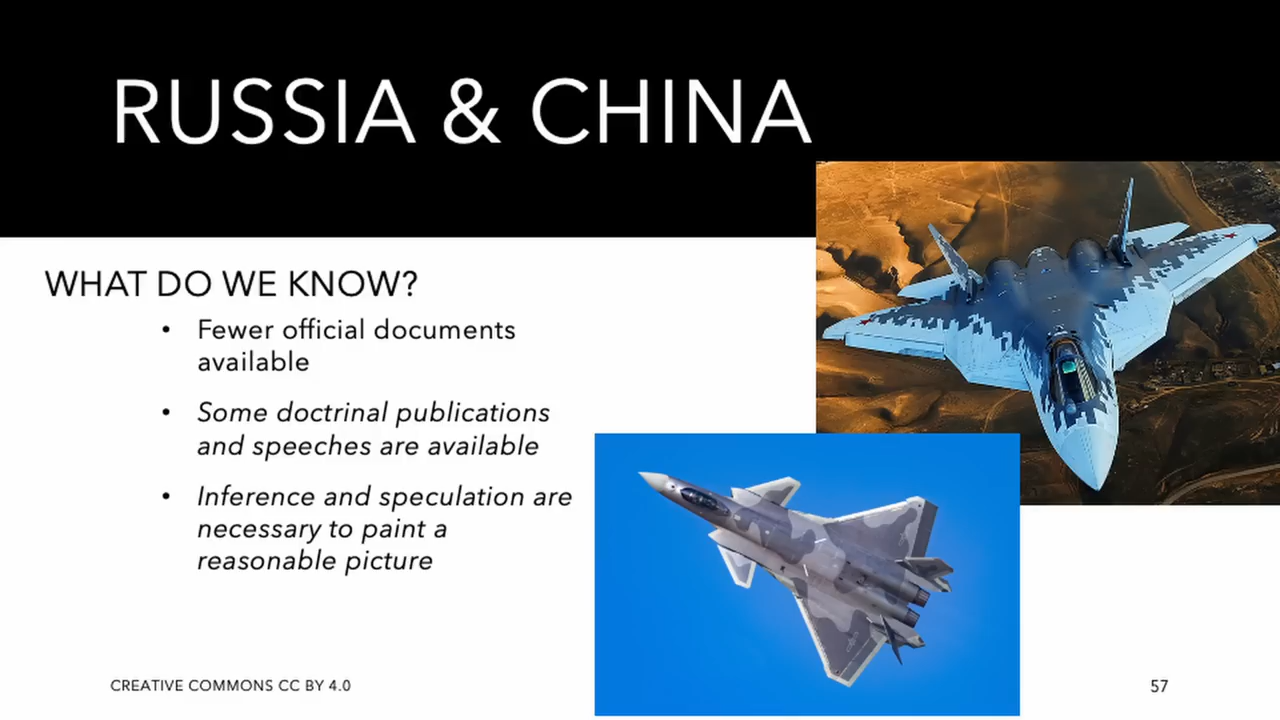 RUSSIA & CHINA
WHAT DO WE KNOW?
• Fewer official documents
available
• Some doctrinal publications
and speeches are available
• Inference and speculation are
necessary to paint a
reasonable picture
CREATIVE COMMONS CC BY 4.0
57